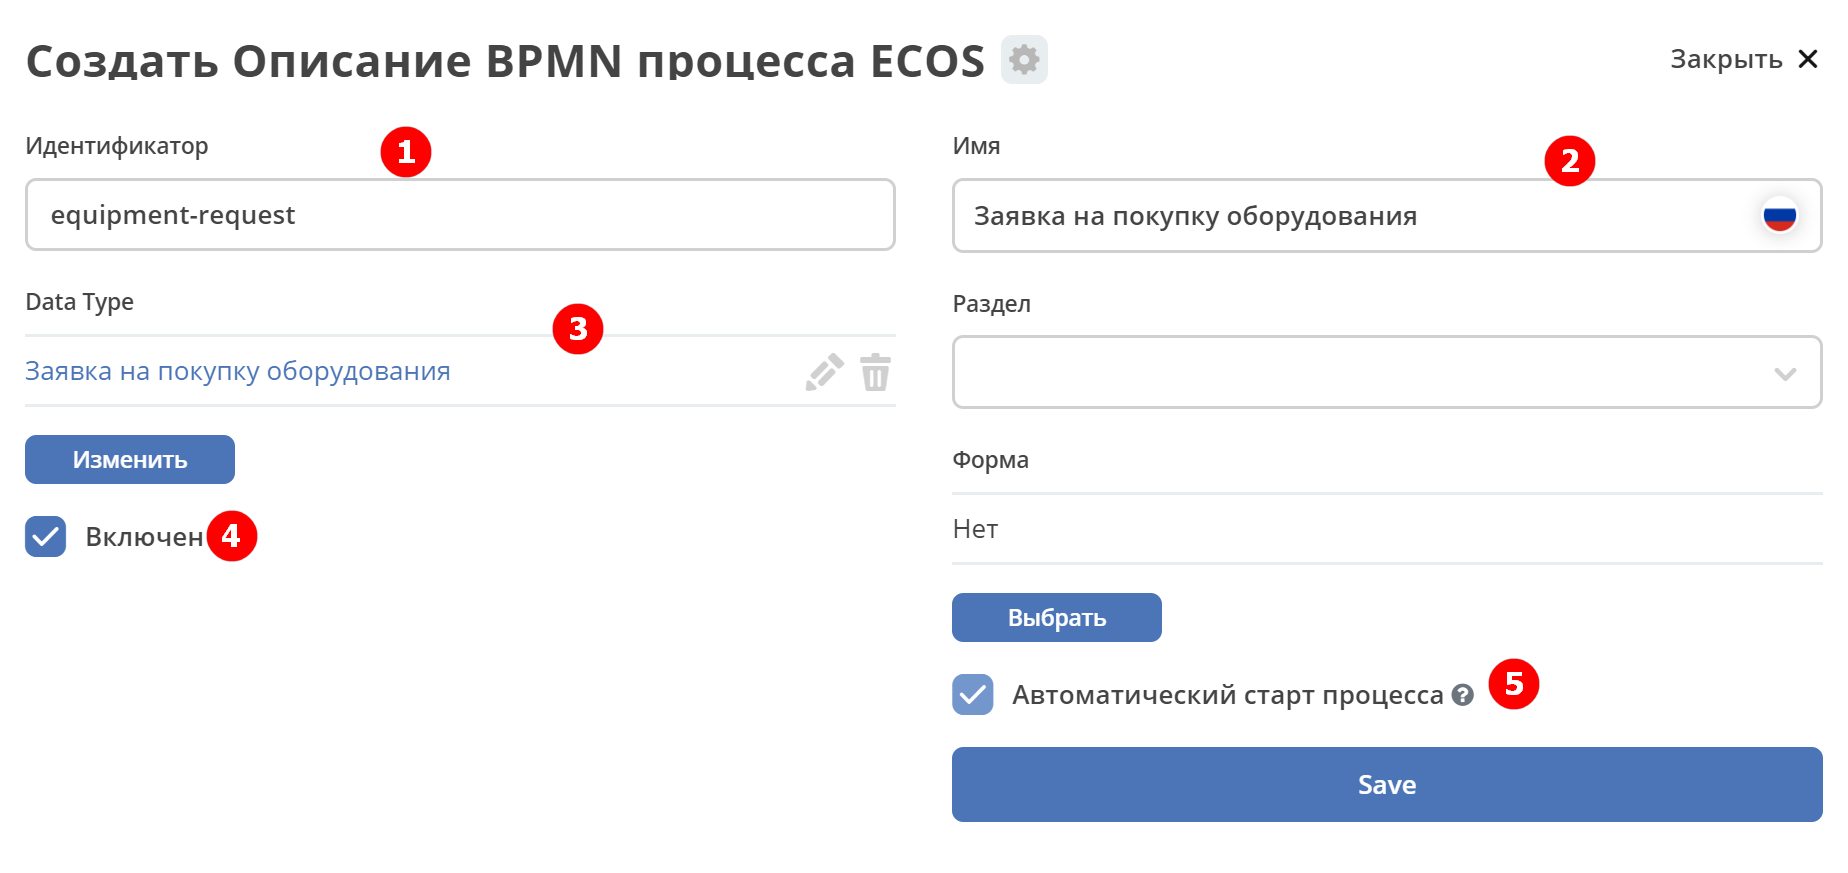 Создать Описание BPMN процесса ECOS
Закрыть
Идентификатор
1
equipment-request
Имя
2
Заявка на покупку оборудования
Data Type
3
Заявка на покупку оборудования
Изменить
Включен
4
Раздел
Форма
Нет
Выбрать
Автоматический старт процесса ?
5
Save